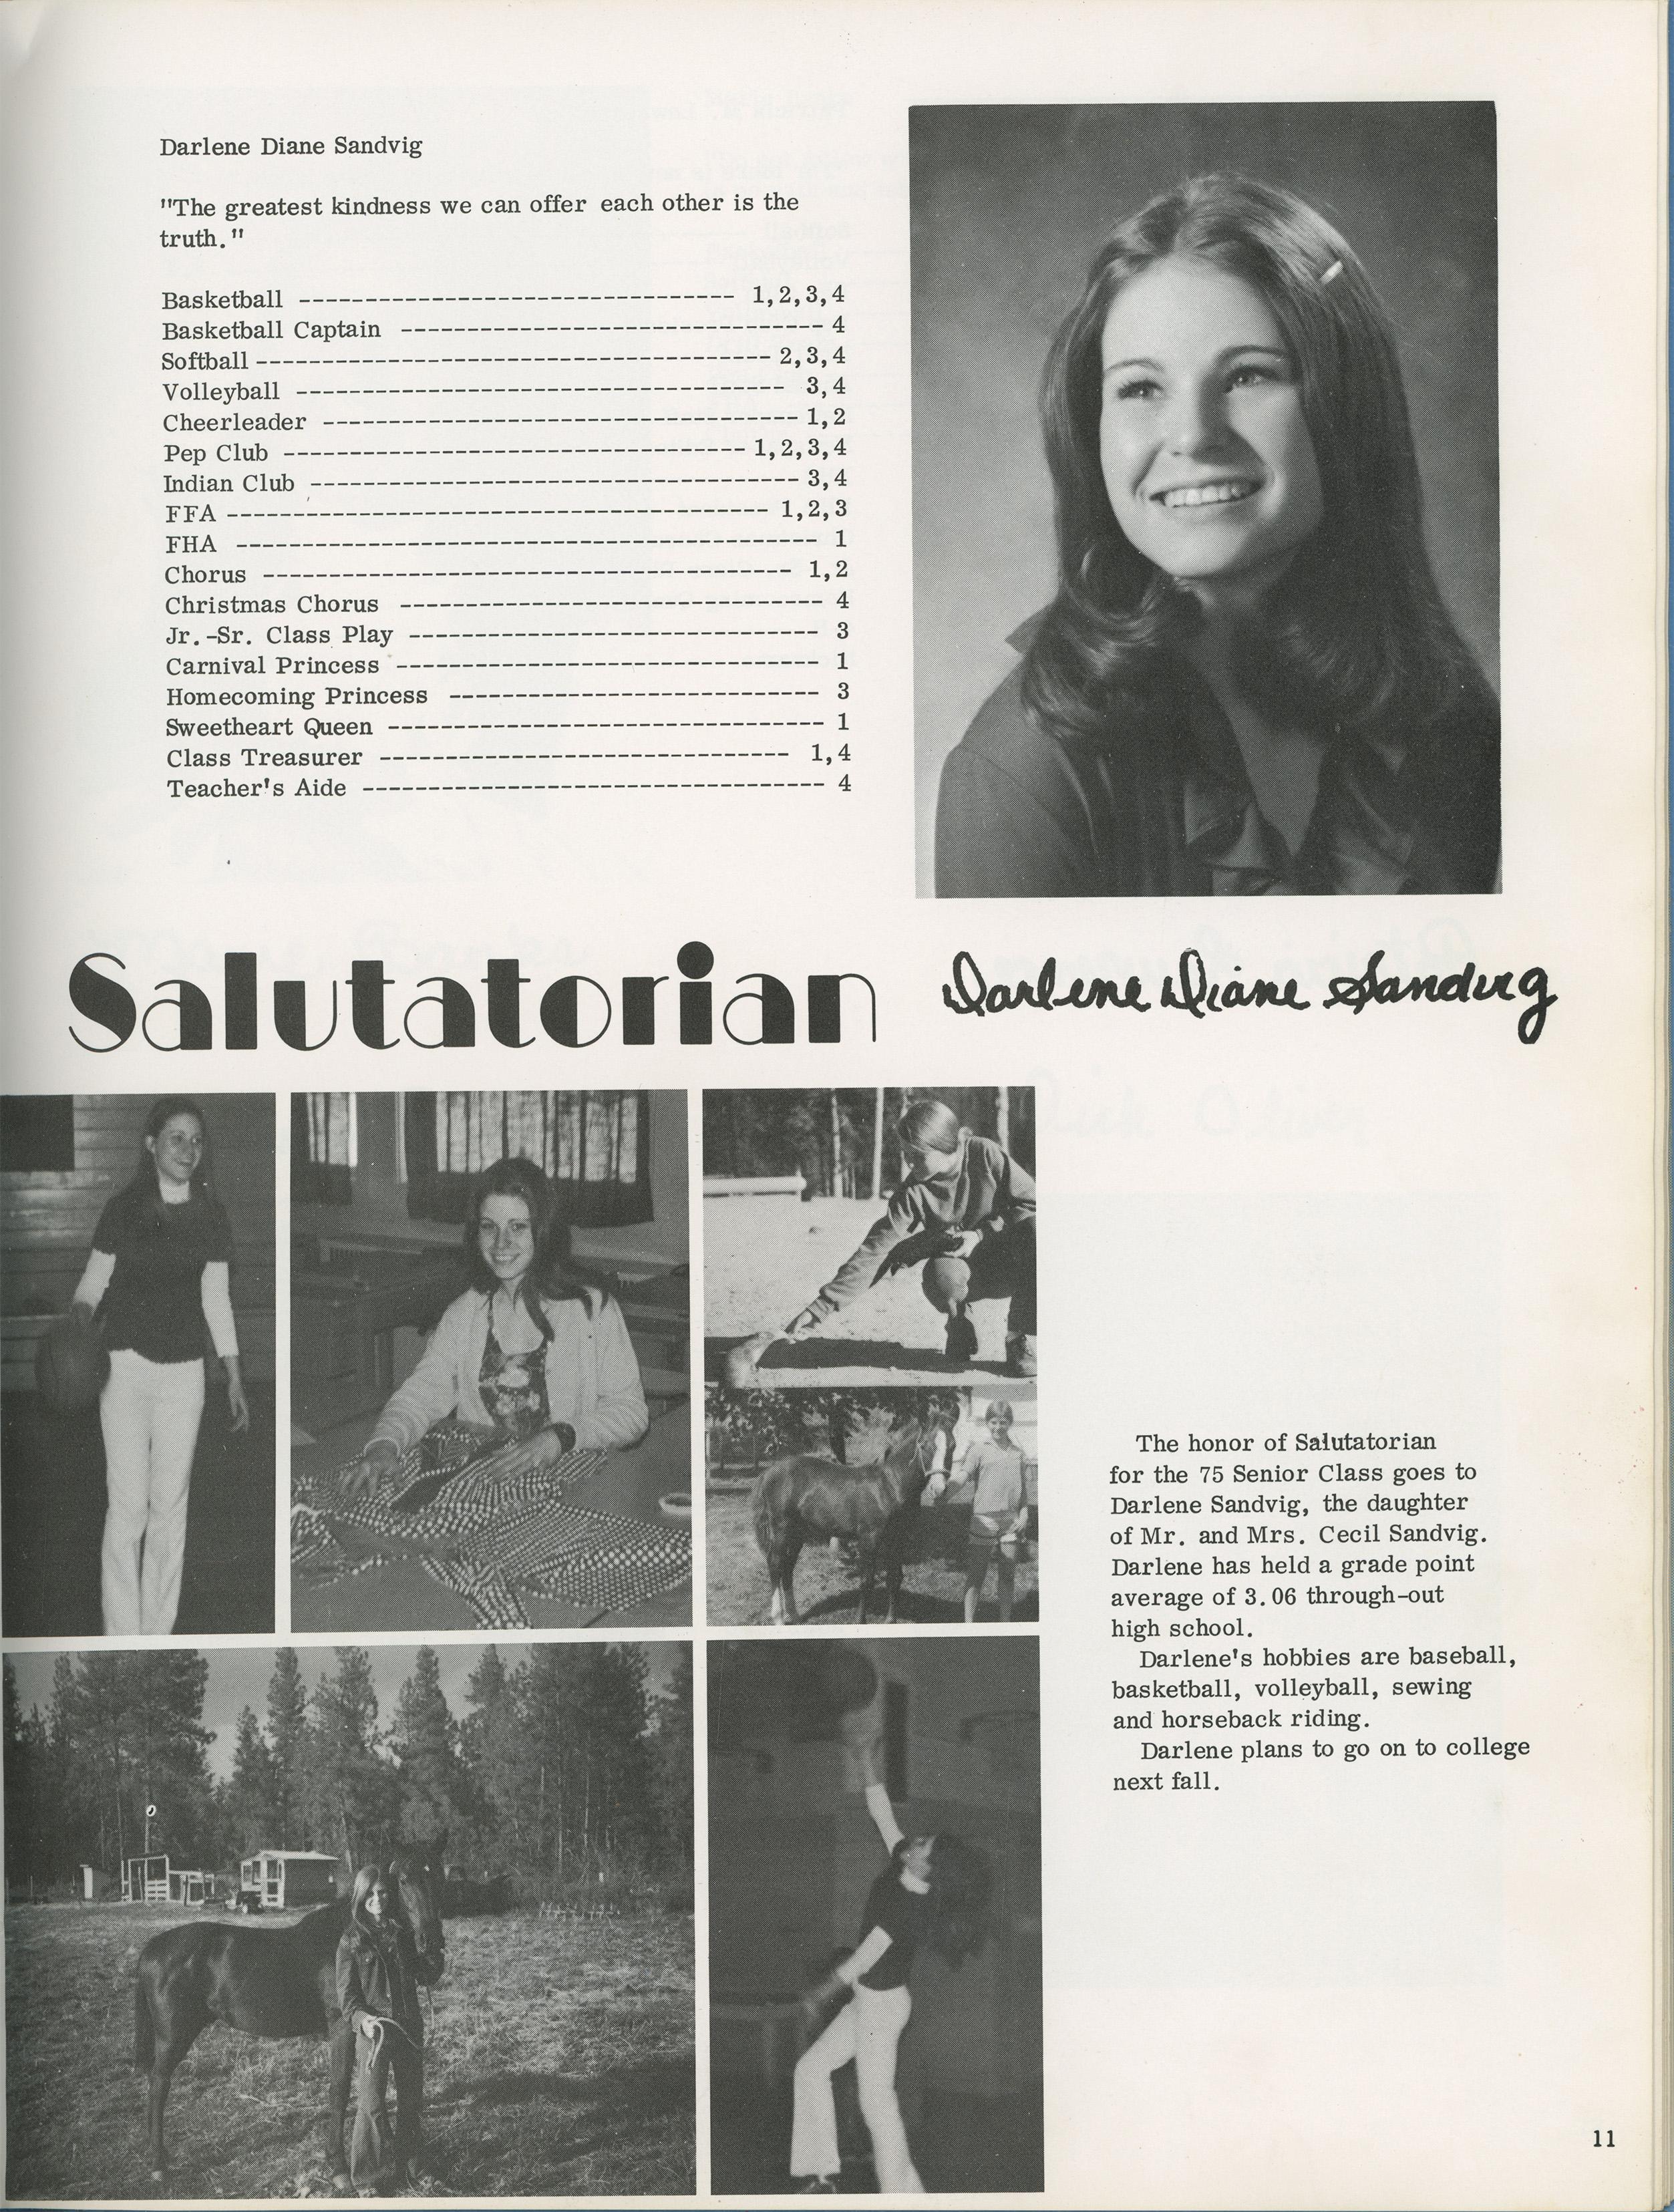 Darlene Diane Sandvig
"The greatest kindness we can offer each other is the
truth."
Basketball --------------------------------- 1,2,3,4
Basketball Captain -------------------------------- 4
Softball --------------------------------------- 2,3,4
Volleyball ------------------------------------- 3,4
Cheerleader ------------------------------------ 1,2
Pep Club ----------------------------------- 1,2,3,4
Indian Club ------------------------------------- 3,4
FFA ----------------------------------------- 1,2,3
FHA -------------------------------------------- 1
Chorus ---------------------------------------- 1,2
Christmas Chorus -------------------------------- 4
Jr.-Sr. Class Play ------------------------------- 3
Carnival Princess -------------------------------- 1
Homecoming Princess ---------------------------- 3
Sweetheart Queen --------------------------------- 1
Class Treasurer ------------------------------- 1,4
Teacher's Aide ----------------------------------- 4
Salutatorian
Darlene Diane Sandvig
The honor of Salutatorian
for the 75 Senior Class goes to
Darlene Sandvig, the daughter
of Mr. and Mrs. Cecil Sandvig.
Darlene has held a grade point
average of 3.06 through-out
high school.
Darlene's hobbies are baseball,
basketball, volleyball, sewing
and horseback riding.
Darlene plans to go on to college
next fall.
11